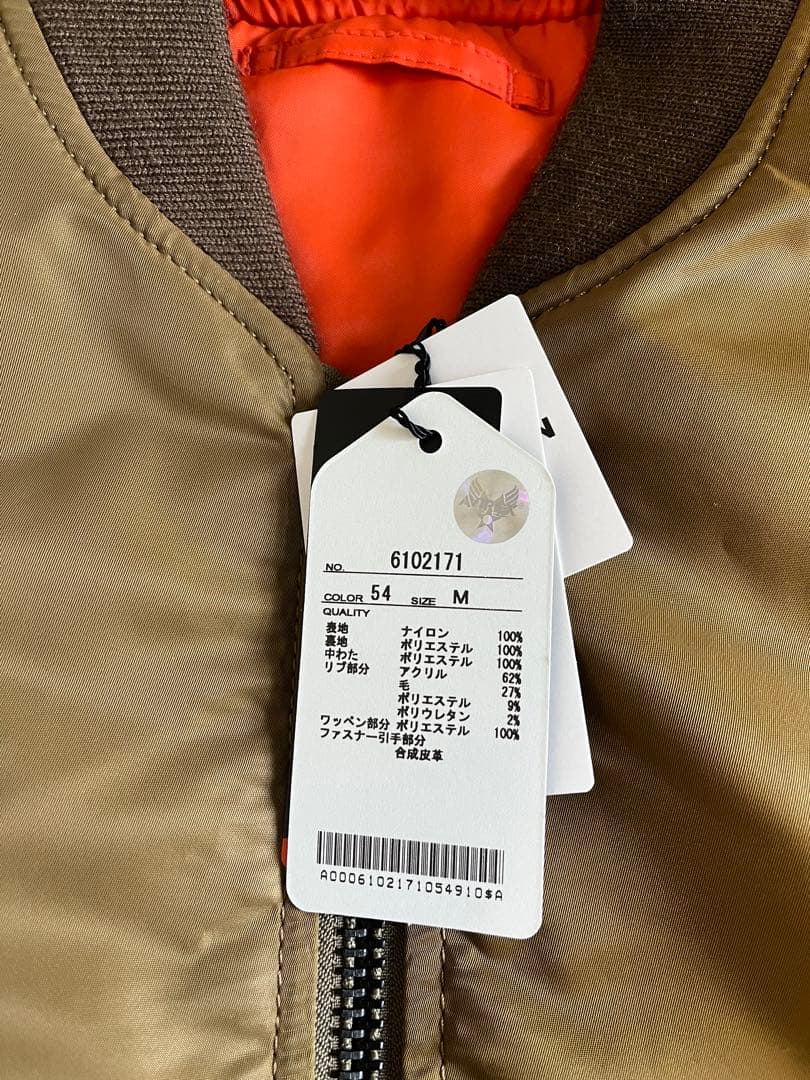 NO. 6102171
COLOR 54 SIZE M
QUALITY
表地 ナイロン 100%
裏地 ポリエステル 100%
中わた ポリエステル 100%
リブ部分 アクリル 62%
毛 27%
ポリエステル 9%
ポリウレタン 2%
ワッペン部分 ポリエステル 100%
ファスナー引手部分
合成皮革
A0006102171054910$A